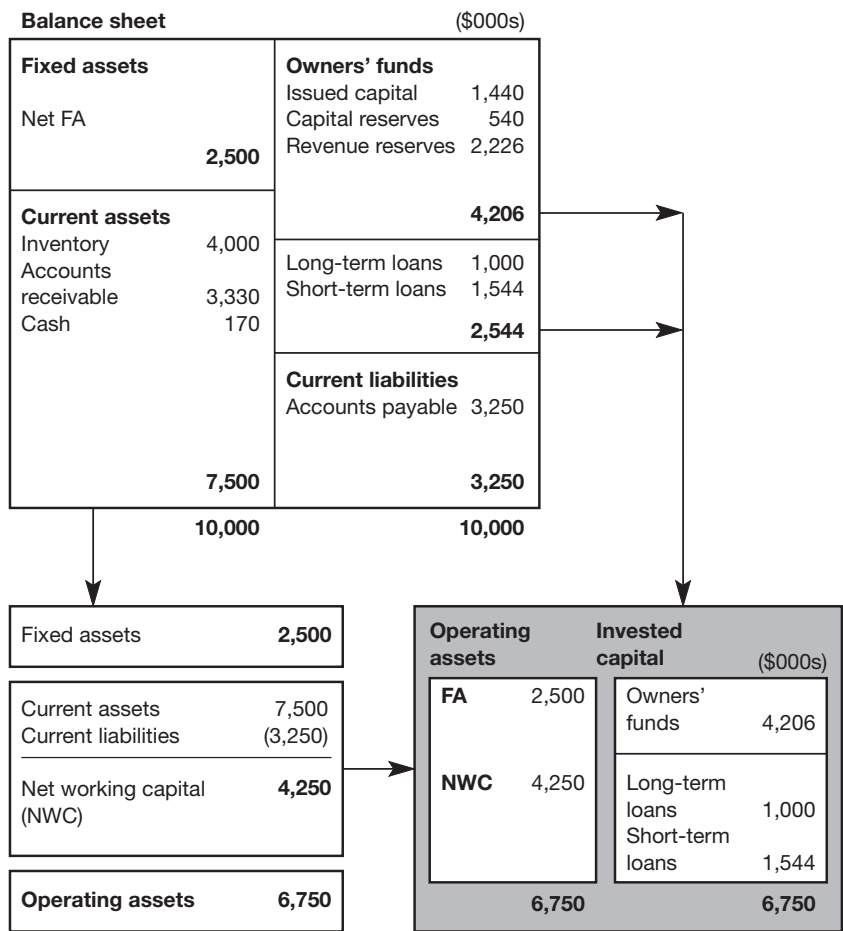 Balance sheet ($000s)
Fixed assets
Net FA
2,500
Current assets
Inventory 4,000
Accounts
receivable 3,330
Cash 170
7,500
10,000
Owners' funds
Issued capital 1,440
Capital reserves 540
Revenue reserves 2,226
4,206
Long-term loans 1,000
Short-term loans 1,544
2,544
Current liabilities
Accounts payable 3,250
3,250
10,000
Fixed assets 2,500
Current assets 7,500
Current liabilities (3,250)
Net working capital 4,250
(NWC)
Operating assets 6,750
Operating
assets
FA 2,500
NWC 4,250
6,750
Invested
capital ($000s)
Owners'
funds 4,206
Long-term
loans 1,000
Short-term
loans 1,544
6,750